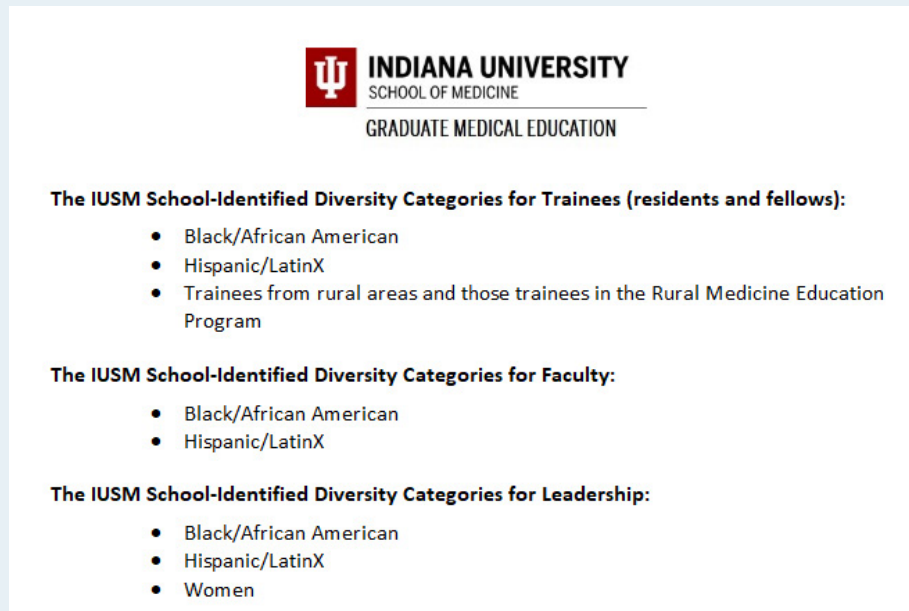 INDIANA UNIVERSITY
SCHOOL OF MEDICINE
GRADUATE MEDICAL EDUCATION
The IUSM School-Identified Diversity Categories for Trainees (residents and fellows):
• Black/African American
• Hispanic/LatinX
• Trainees from rural areas and those trainees in the Rural Medicine Education
Program
The IUSM School-Identified Diversity Categories for Faculty:
• Black/African American
• Hispanic/LatinX
The IUSM School-Identified Diversity Categories for Leadership:
• Black/African American
• Hispanic/LatinX
• Women